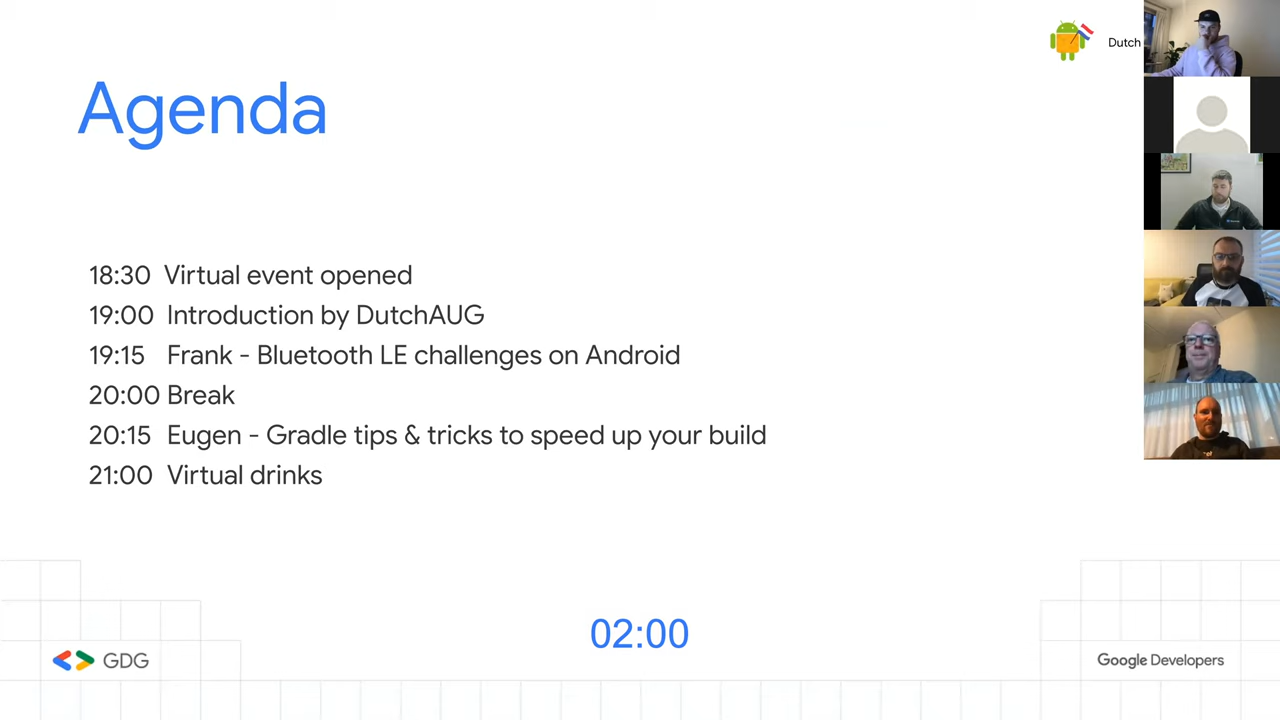 Dutch
Agenda
18:30 Virtual event opened
19:00 Introduction by DutchAUG
19:15 Frank - Bluetooth LE challenges on Android
20:00 Break
20:15 Eugen - Gradle tips & tricks to speed up your build
21:00 Virtual drinks
02:00
GDG
Google Developers